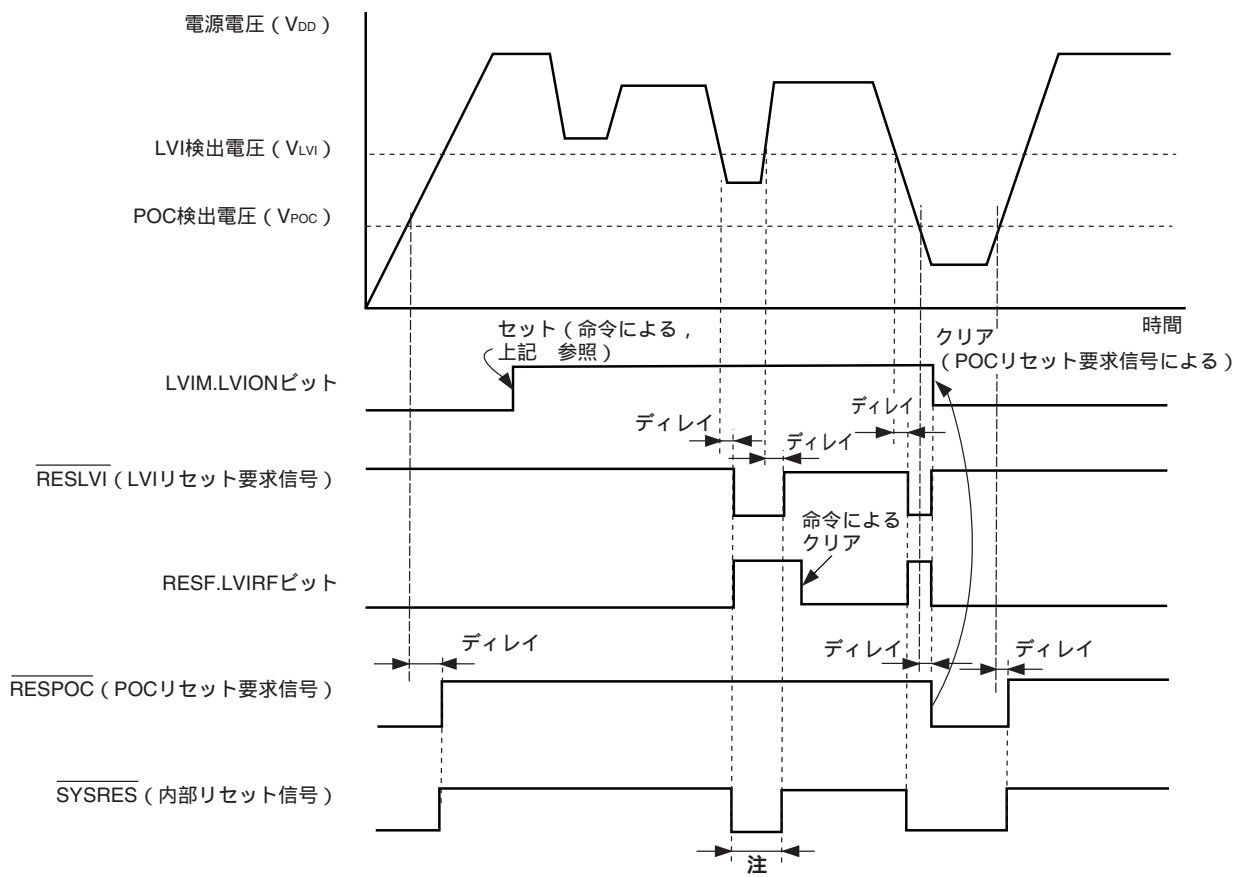 電源電圧（VDD）
LVI検出電圧（VLVI）
POC検出電圧（VPOC）
時間
セット（命令による，
上記　参照）
クリア
（POCリセット要求信号による）
LVIM.LVIONビット
ディレイ
ディレイ
ディレイ
RESLVI（LVIリセット要求信号）
命令による
クリア
RESF.LVIRFビット
ディレイ
ディレイ
ディレイ
RESPOC（POCリセット要求信号）
SYSRES（内部リセット信号）
注